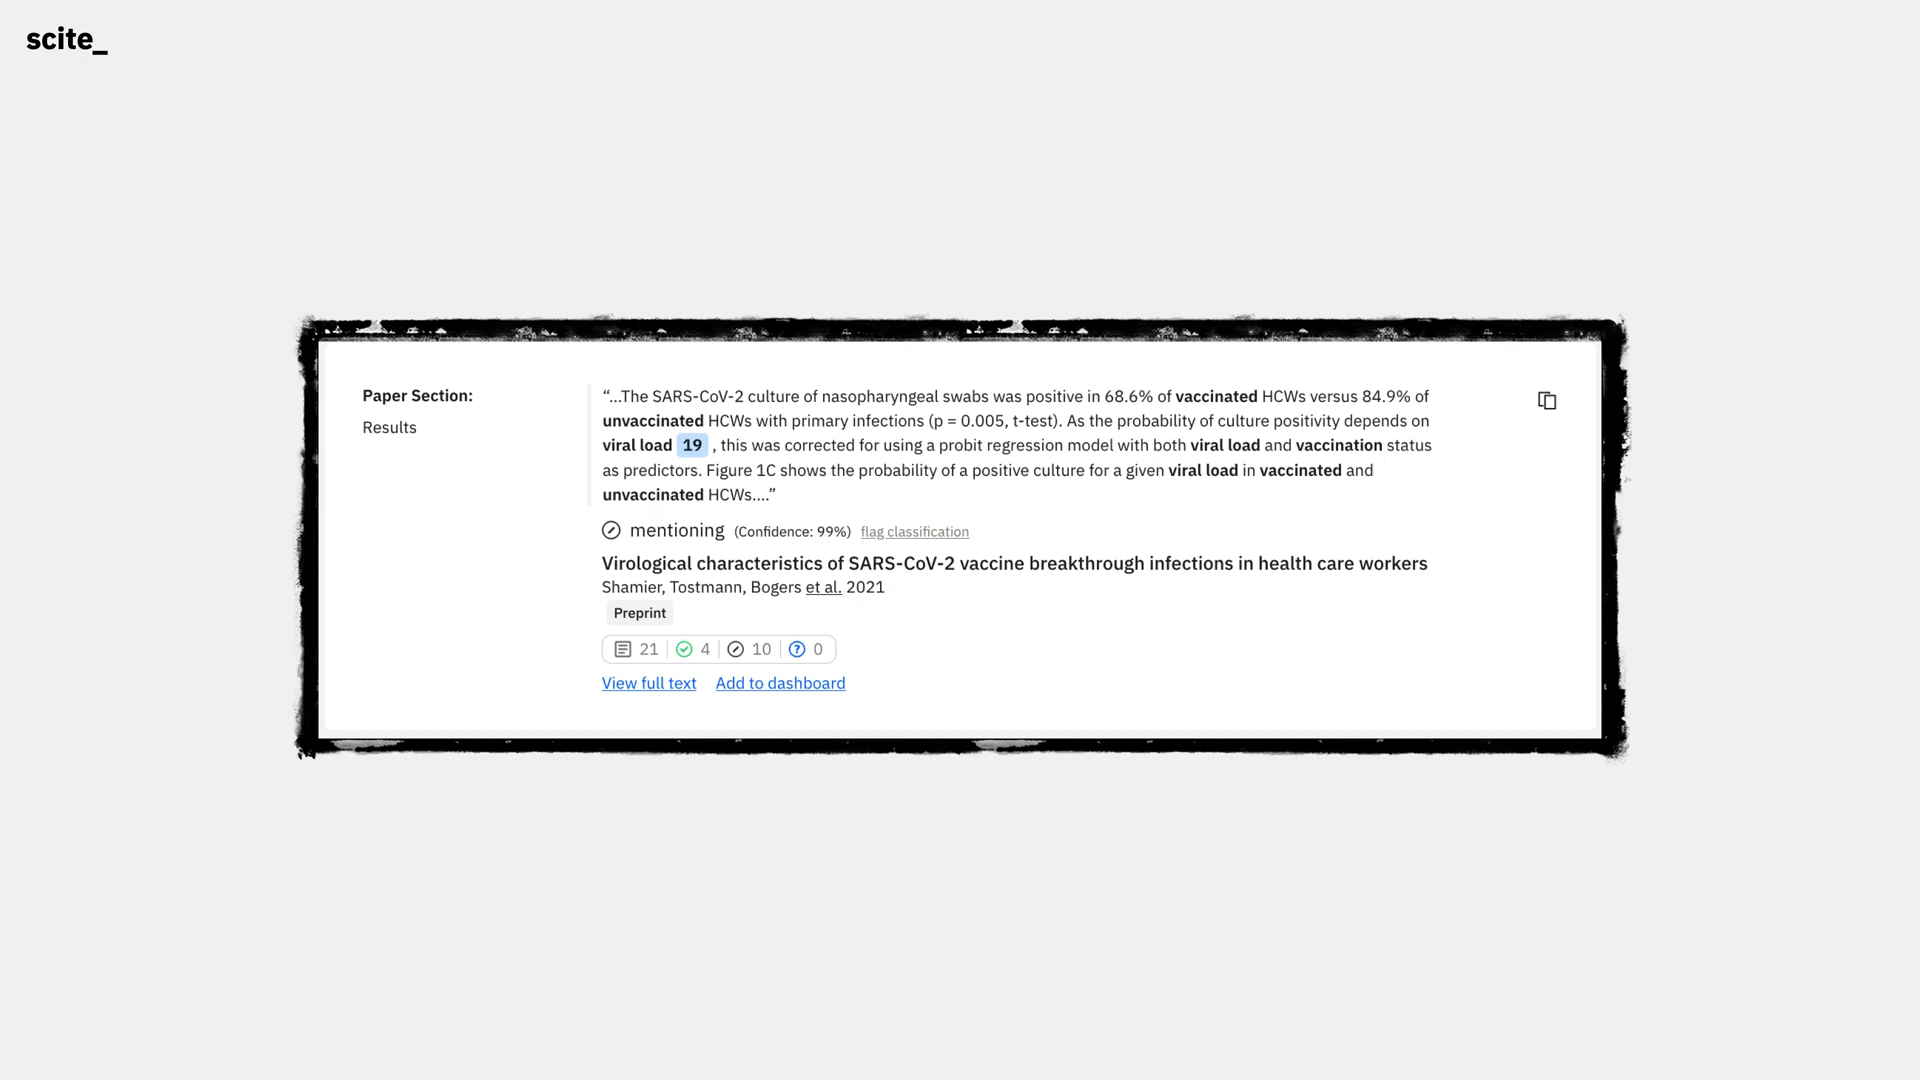 scite_
Paper Section:
Results
“...The SARS-CoV-2 culture of nasopharyngeal swabs was positive in 68.6% of vaccinated HCWs versus 84.9% of
unvaccinated HCWs with primary infections (p = 0.005, t-test). As the probability of culture positivity depends on
viral load 19 , this was corrected for using a probit regression model with both viral load and vaccination status
as predictors. Figure 1C shows the probability of a positive culture for a given viral load in vaccinated and
unvaccinated HCWs....”
mentioning (Confidence: 99%) flag classification
Virological characteristics of SARS-CoV-2 vaccine breakthrough infections in health care workers
Shamier, Tostmann, Bogers et al. 2021
Preprint
21 4 10 0
View full text Add to dashboard